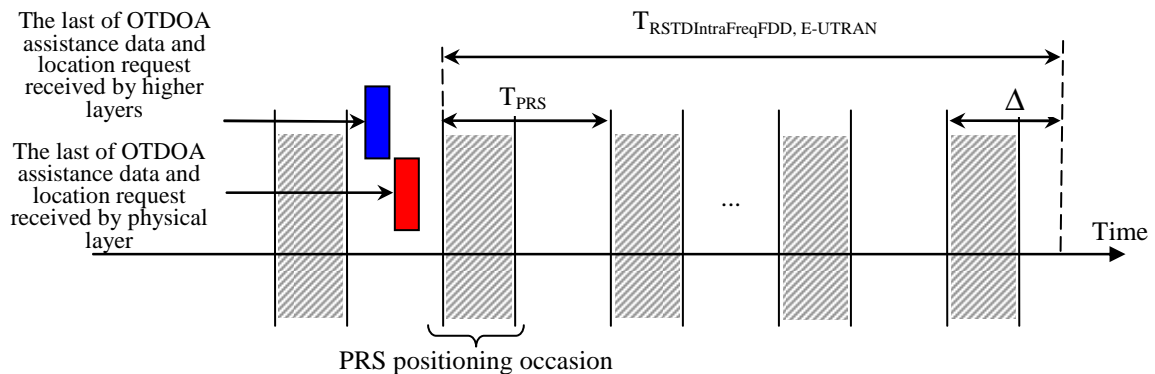 The last of OTDOA
assistance data and
location request
received by higher
layers
The last of OTDOA
assistance data and
location request
received by physical
layer
T_RSTDIntraFreqFDD, E-UTRAN
T_PRS
Δ
...
Time
PRS positioning occasion